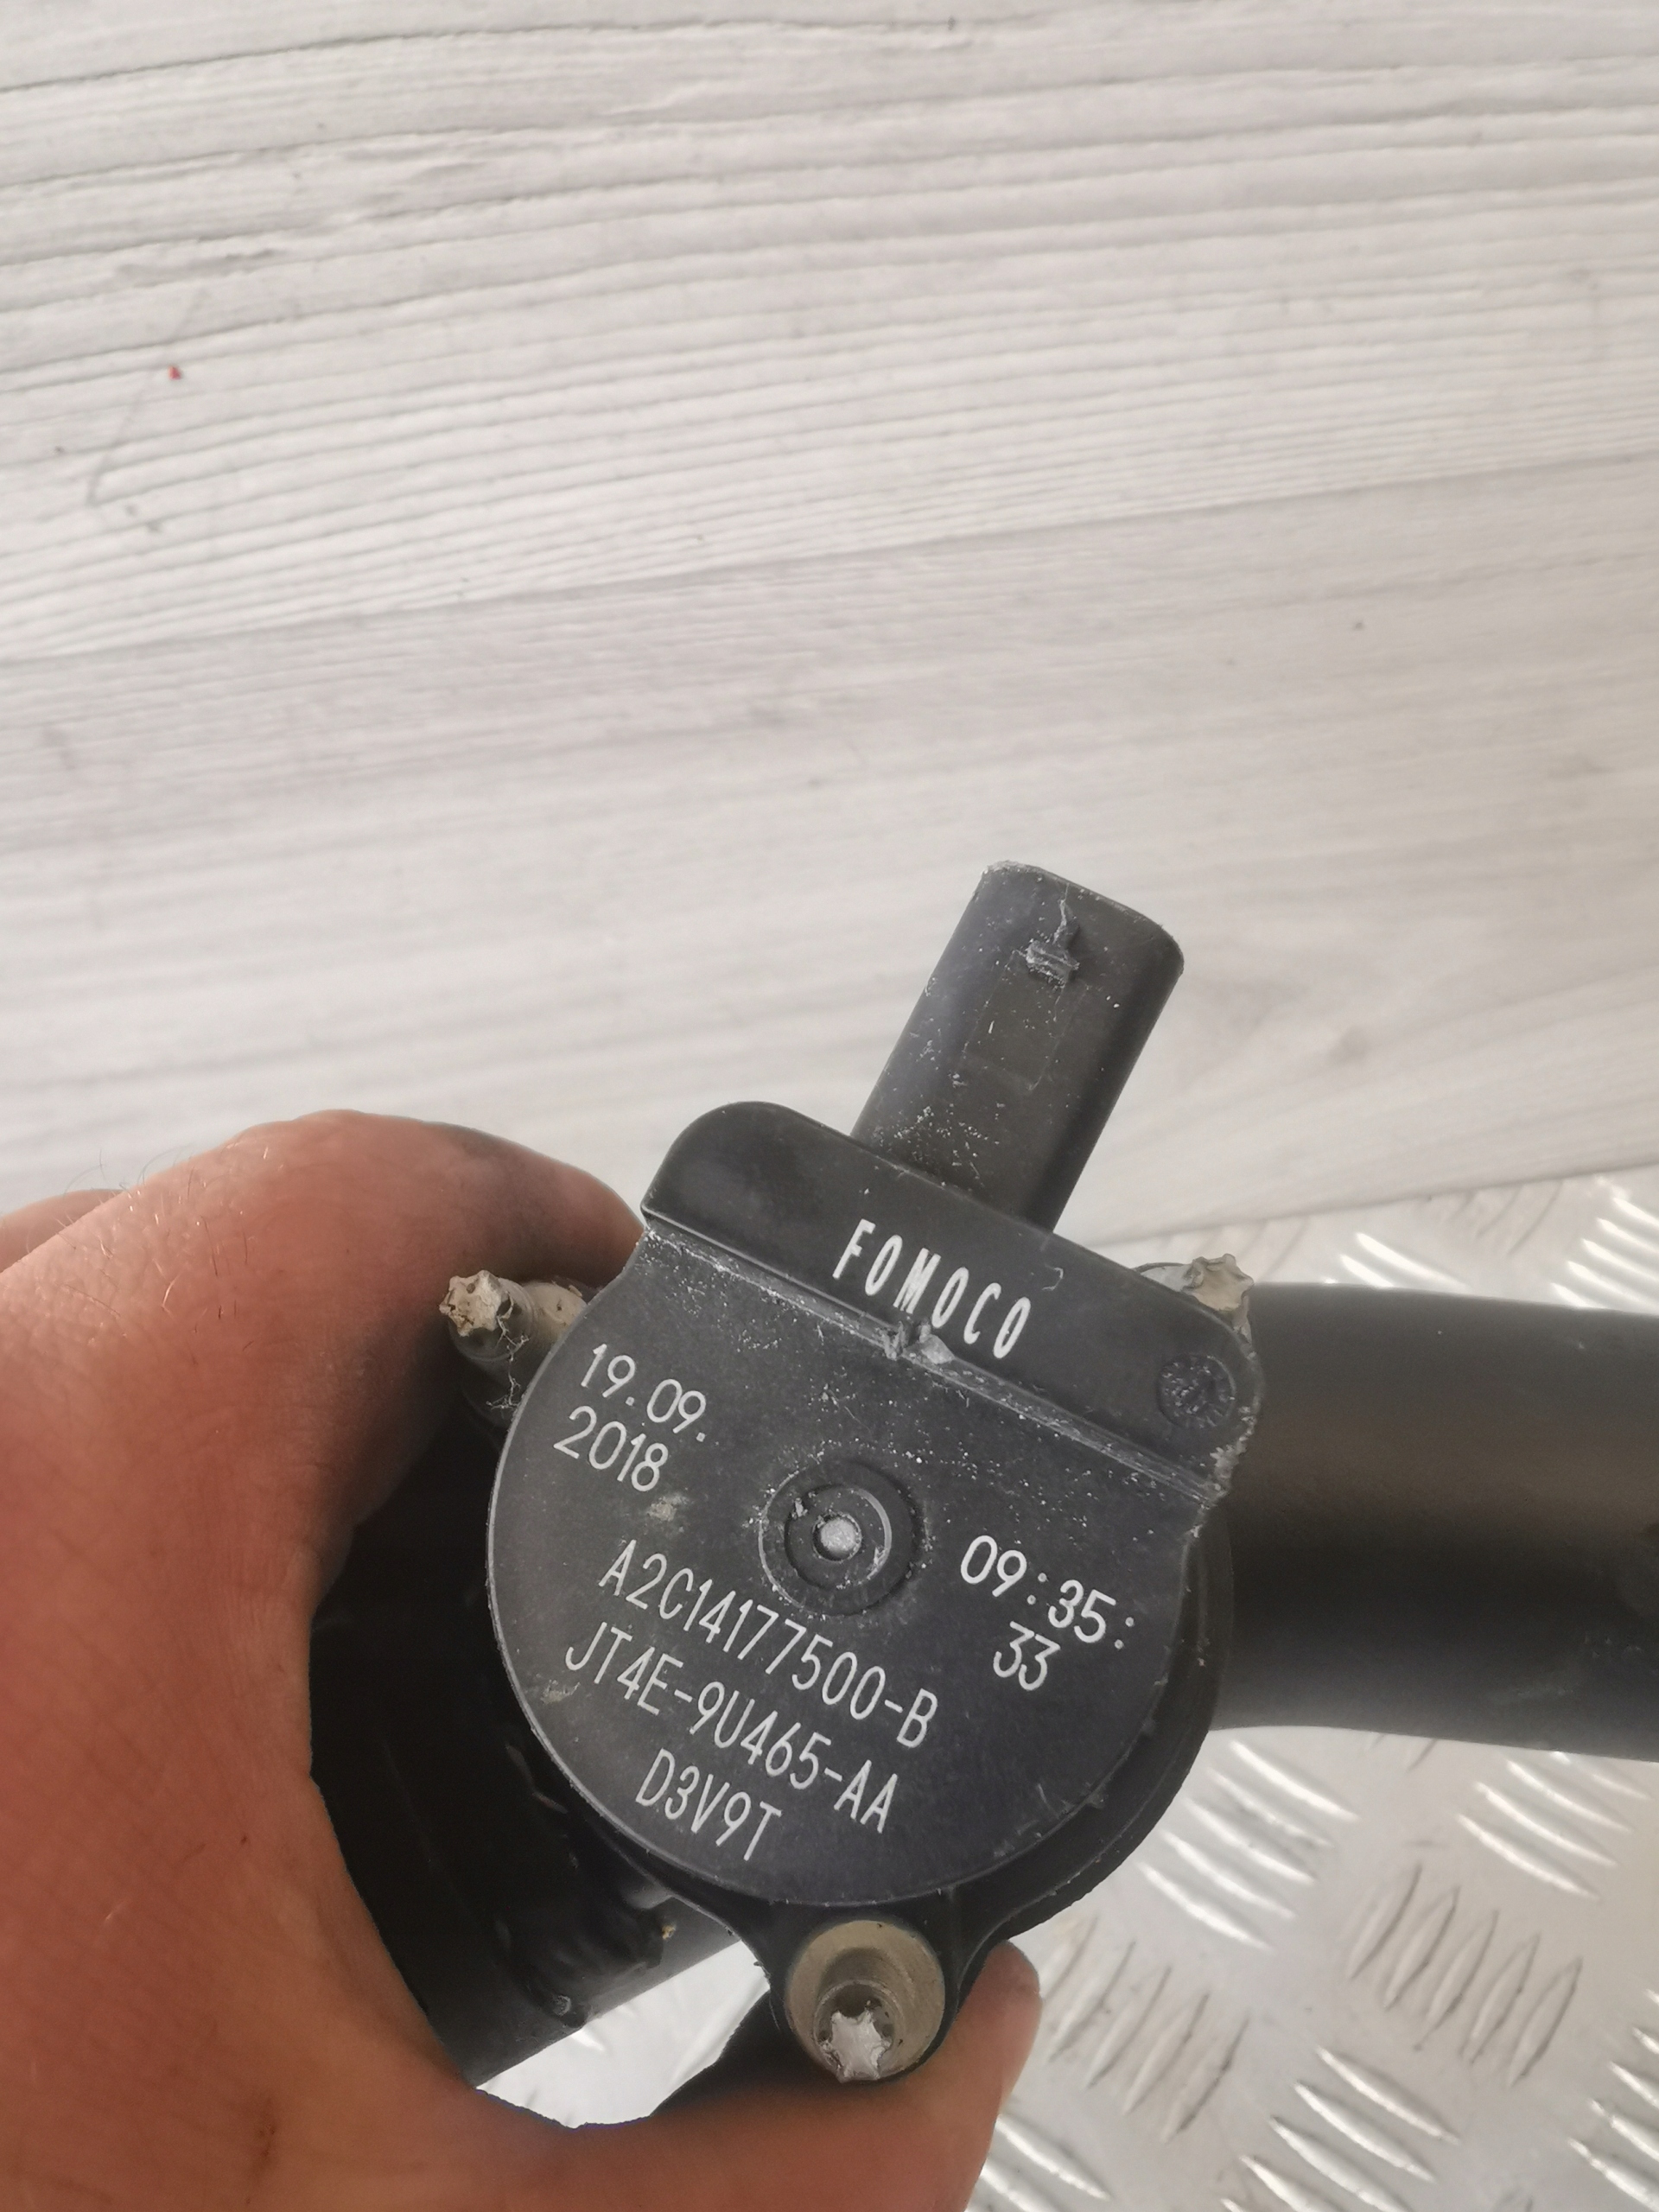 FOMOCO
19.09.
2018
09:35:
33
A2C14177500-B
JT4E-9U465-AA
D3V9T